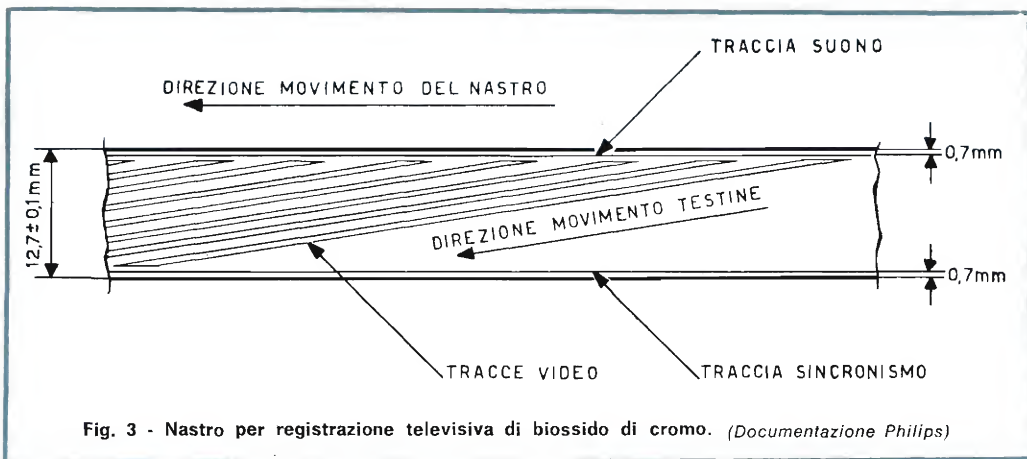 TRACCIA SUONO
DIREZIONE MOVIMENTO DEL NASTRO
0,7mm
12,7±0,1mm
DIREZIONE MOVIMENTO TESTINE
0,7mm
TRACCE VIDEO
TRACCIA SINCRONISMO
Fig. 3 - Nastro per registrazione televisiva di biossido di cromo. (Documentazione Philips)